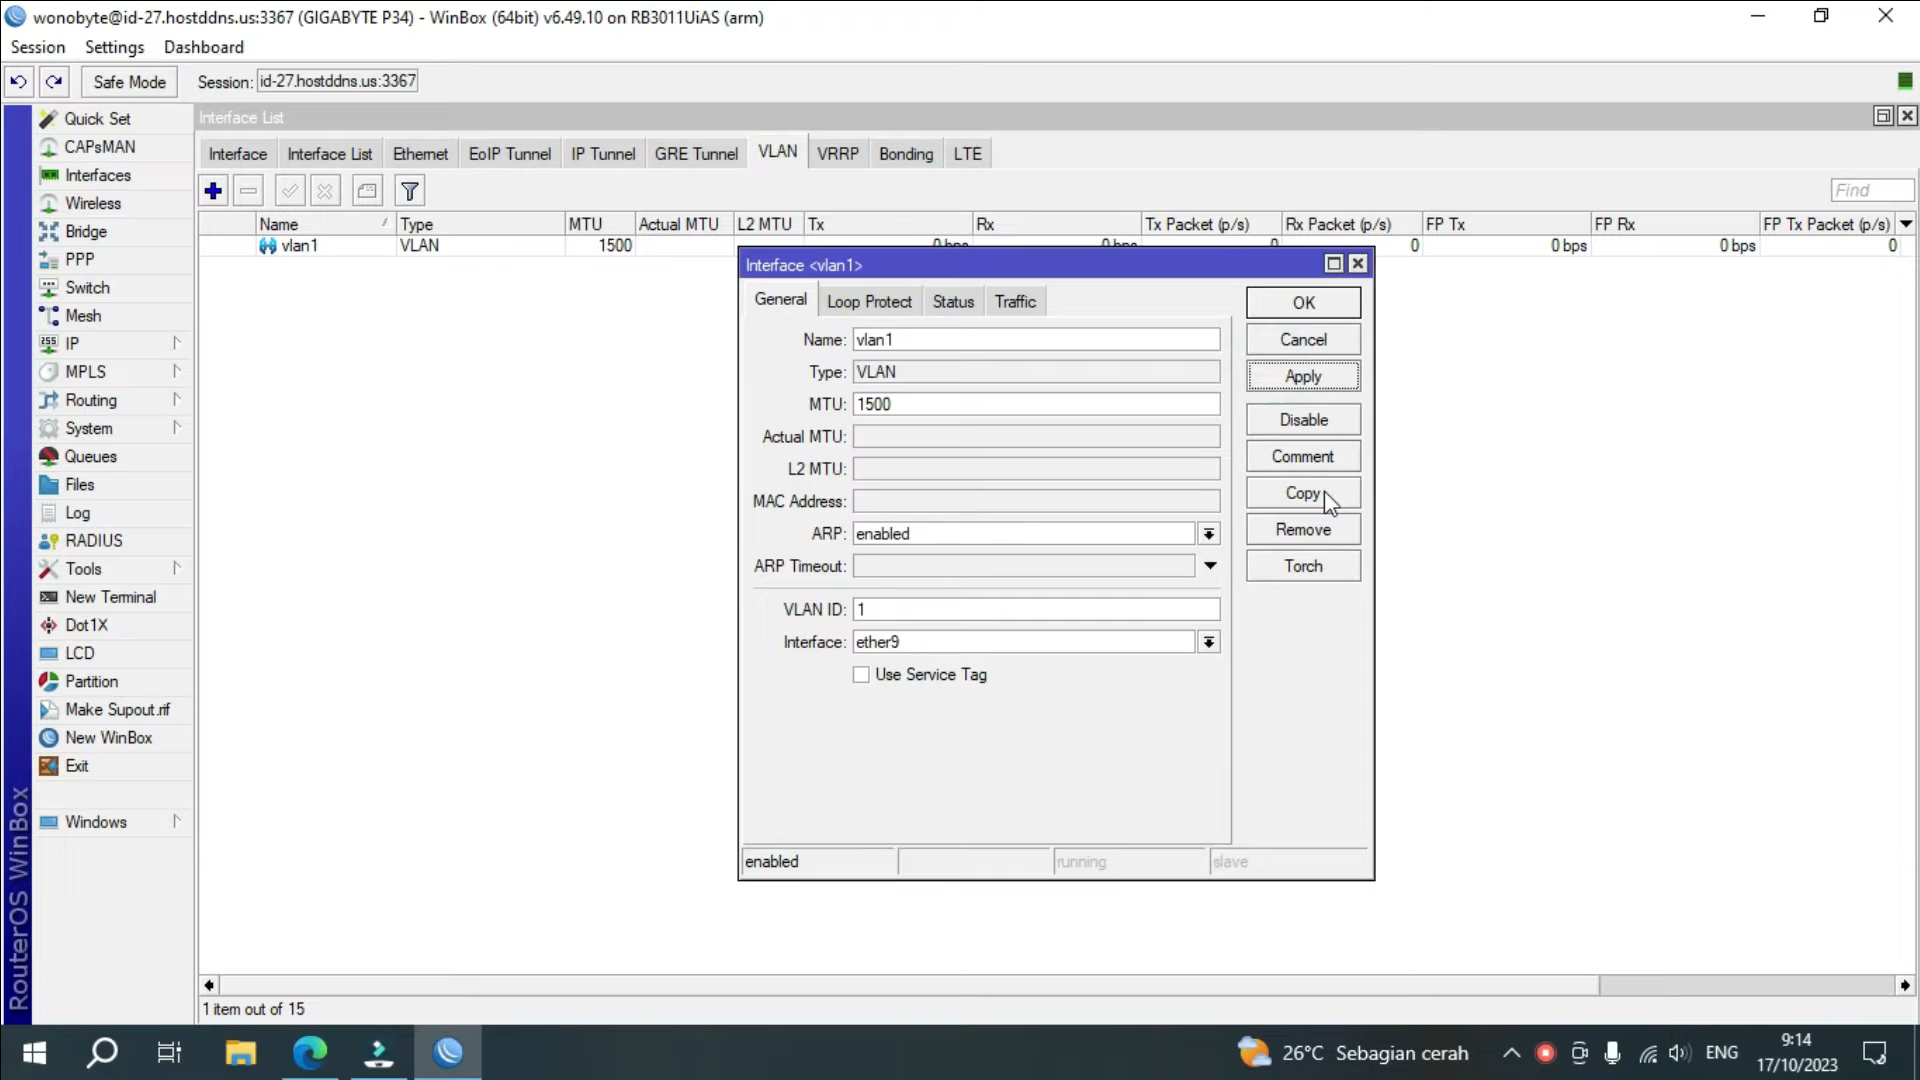 wonobyte@id-27.hostddns.us:3367 (GIGABYTE P34) - WinBox (64bit) v6.49.10 on RB3011UiAS (arm)
Session Settings Dashboard
Safe Mode Session: id-27.hostddns.us:3367
Interface List
Interface Interface List Ethernet EoIP Tunnel IP Tunnel GRE Tunnel VLAN VRRP Bonding LTE
Find
Name / Type MTU Actual MTU L2 MTU Tx Rx Tx Packet (p/s) Rx Packet (p/s) FP Tx FP Rx FP Tx Packet (p/s)
vlan1 VLAN 1500 0 bps 0 bps 0 0 0 bps 0 bps 0
Quick Set
CAPsMAN
Interfaces
Wireless
Bridge
PPP
Switch
Mesh
255 IP
MPLS
Routing
System
Queues
Files
Log
RADIUS
Tools
New Terminal
Dot1X
LCD
Partition
Make Supout.rif
New WinBox
Exit
Windows
RouterOS WinBox
Interface <vlan1>
General Loop Protect Status Traffic
Name: vlan1
Type: VLAN
MTU: 1500
Actual MTU:
L2 MTU:
MAC Address:
ARP: enabled
ARP Timeout:
VLAN ID: 1
Interface: ether9
Use Service Tag
OK
Cancel
Apply
Disable
Comment
Copy
Remove
Torch
enabled running slave
1 item out of 15
26°C Sebagian cerah ENG 9:14
17/10/2023